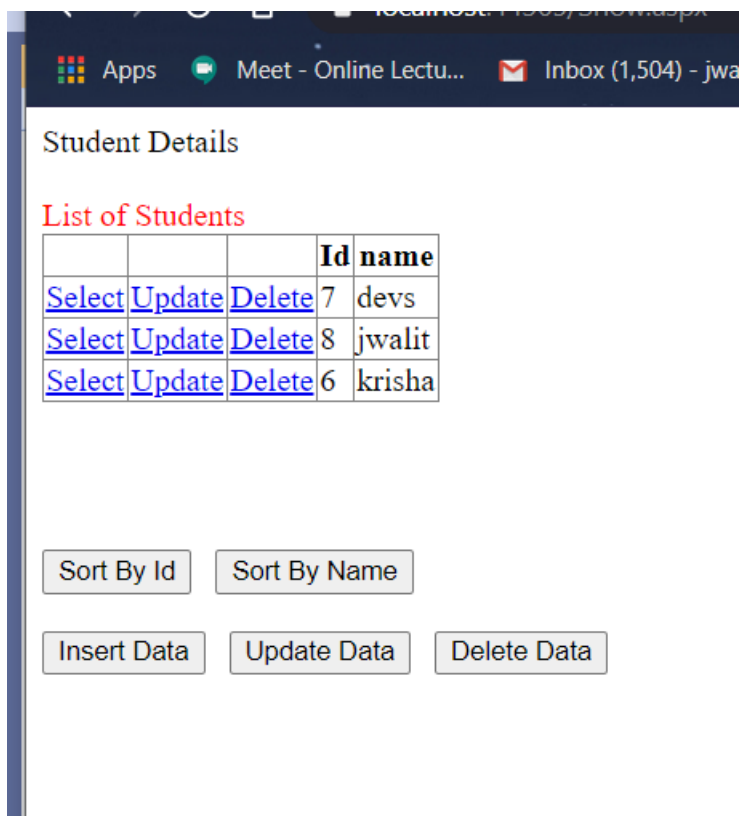 Apps Meet - Online Lectu... Inbox (1,504) - jwa
Student Details
List of Students
Id name
Select Update Delete 7 devs
Select Update Delete 8 jwalit
Select Update Delete 6 krisha
Sort By Id Sort By Name
Insert Data Update Data Delete Data